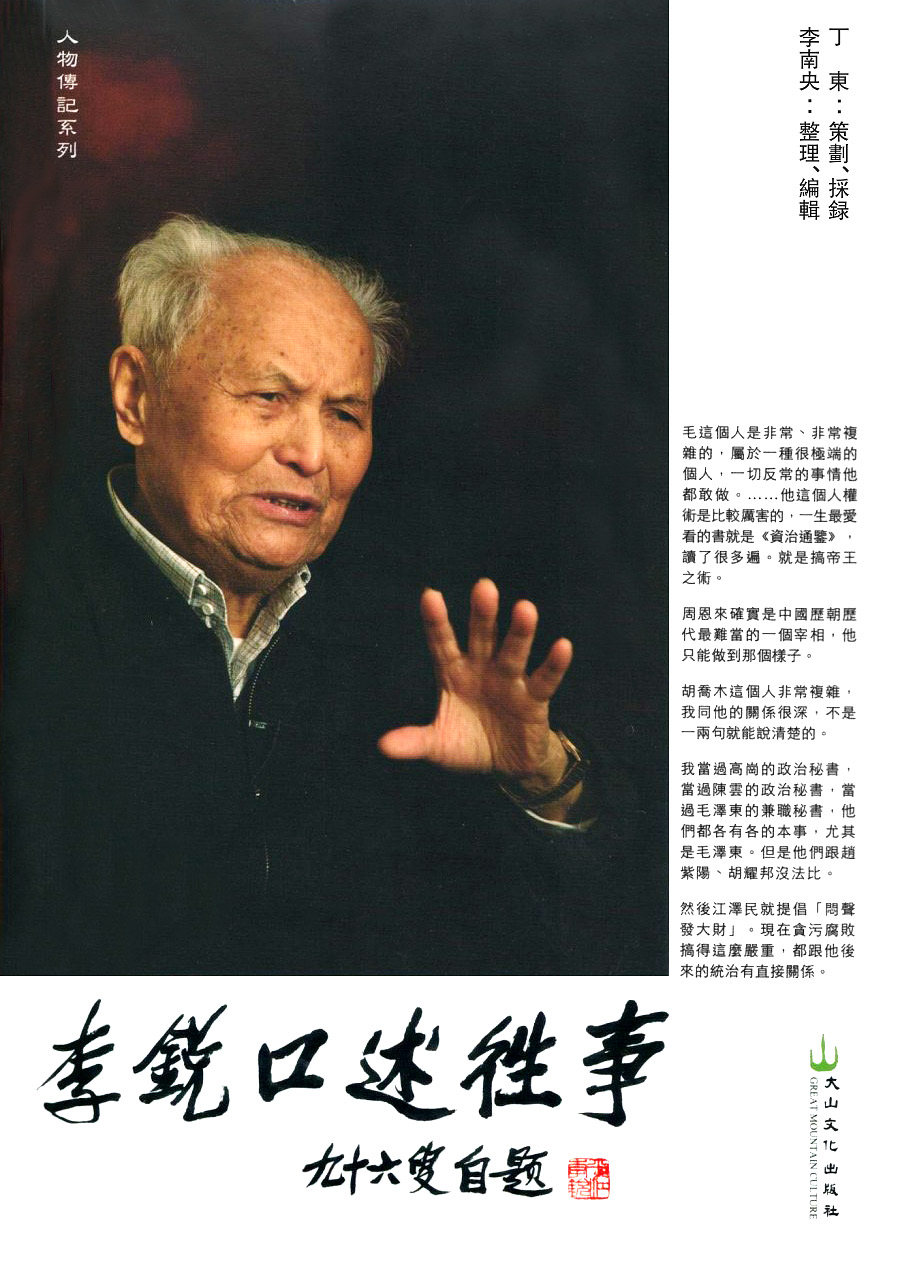 人物傳記系列
丁　東：策劃、採録
李南央：整理、編輯
毛這個人是非常、非常複
雜的，屬於一種很極端的
個人，一切反常的事情他
都敢做。……他這個人權
術是比較厲害的，一生最愛
看的書就是《資治通鑒》，
讀了很多遍。就是搞帝王
之術。
周恩來確實是中國歷朝歷
代最難當的一個宰相，他
只能做到那個樣子。
胡喬木這個人非常複雜，
我同他的關係很深，不是
一兩句就能說清楚的。
我當過高崗的政治秘書，
當過陳雲的政治秘書，當
過毛澤東的兼職秘書，他
們都各有各的本事，尤其
是毛澤東。但是他們跟趙
紫陽、胡耀邦沒法比。
然後江澤民就提倡「悶聲
發大財」。現在貪污腐敗
搞得這麼嚴重，都跟他後
來的統治有直接關係。
李鋭口述往事
九十六叟自题
大山文化出版社
GREAT MOUNTAIN CULTURE